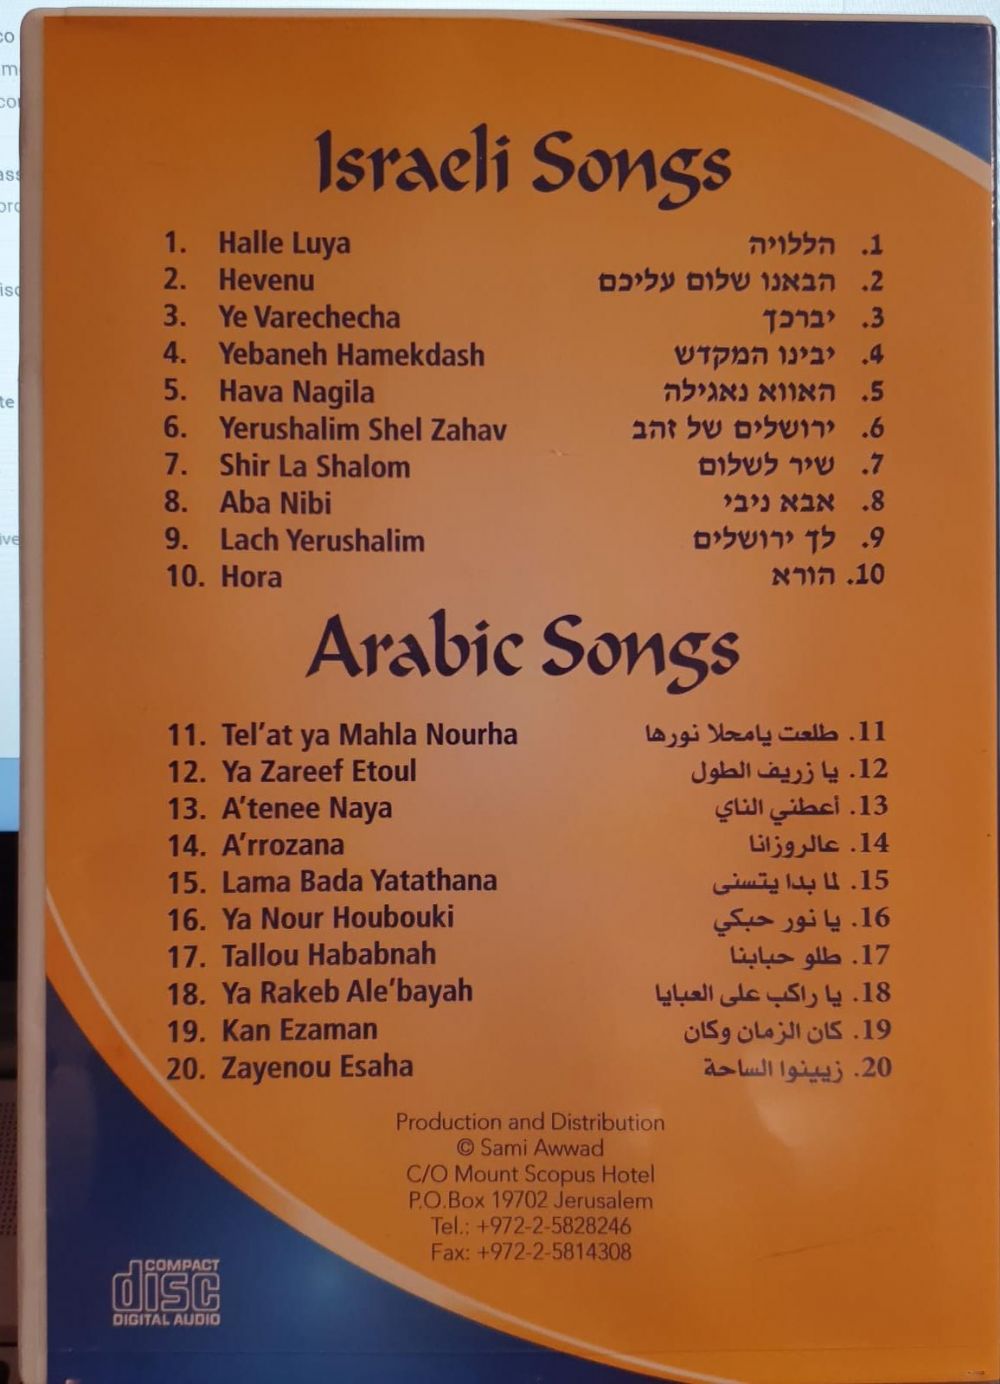 Israeli Songs
1. Halle Luya הללויה .1
2. Hevenu הבאנו שלום עליכם .2
3. Ye Varechecha יברכך .3
4. Yebaneh Hamekdash יבינו המקדש .4
5. Hava Nagila האווא נאגילה .5
6. Yerushalim Shel Zahav ירושלים של זהב .6
7. Shir La Shalom שיר לשלום .7
8. Aba Nibi אבא ניבי .8
9. Lach Yerushalim לך ירושלים .9
10. Hora הורא .10
Arabic Songs
11. Tel'at ya Mahla Nourha طلعت يامحلا نورها .11
12. Ya Zareef Etoul يا زريف الطول .12
13. A'tenee Naya أعطني الناي .13
14. A'rrozana عالروزانا .14
15. Lama Bada Yatathana لما بدا يتسنى .15
16. Ya Nour Houbouki يا نور حبكي .16
17. Tallou Hababnah طلو حبابنا .17
18. Ya Rakeb Ale'bayah يا راكب على العبايا .18
19. Kan Ezaman كان الزمان وكان .19
20. Zayenou Esaha زيينوا الساحة .20
Production and Distribution
© Sami Awwad
C/O Mount Scopus Hotel
P.O.Box 19702 Jerusalem
Tel.: +972-2-5828246
Fax: +972-2-5814308
COMPACT
disc
DIGITAL AUDIO